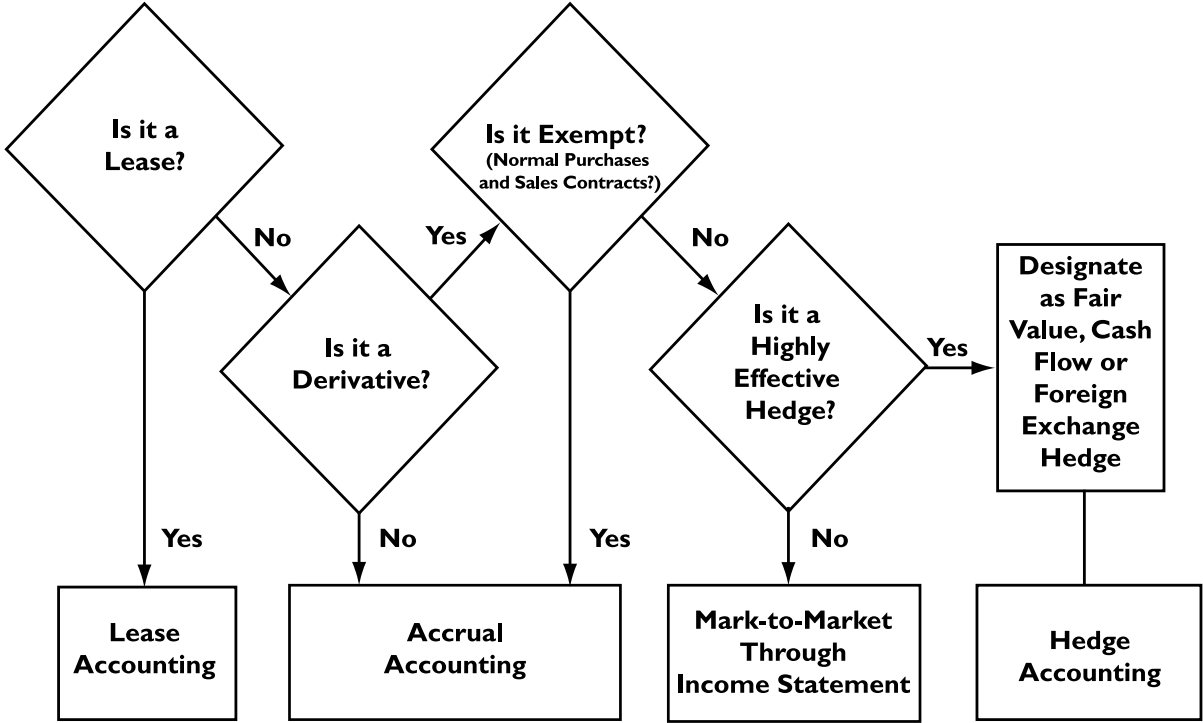 Is it a
Lease?
No
Yes
Is it a
Derivative?
Yes
No
Is it Exempt?
(Normal Purchases
and Sales Contracts?)
No
Yes
Is it a
Highly
Effective
Hedge?
Yes
No
Designate
as Fair
Value, Cash
Flow or
Foreign
Exchange
Hedge
Lease
Accounting
Accrual
Accounting
Mark-to-Market
Through
Income Statement
Hedge
Accounting